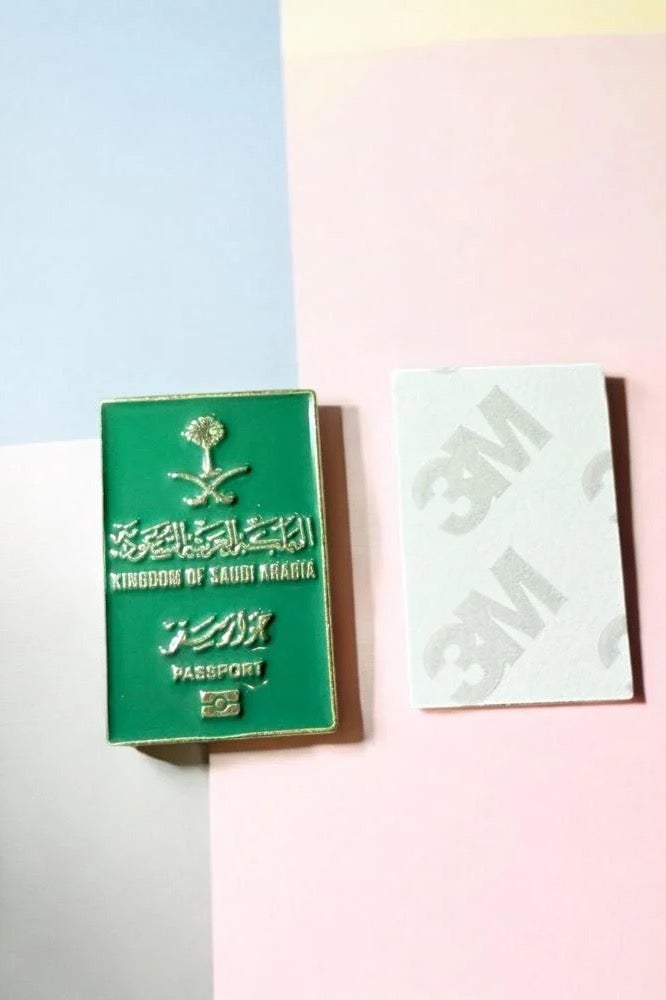 المملكة العربية السعودية
KINGDOM OF SAUDI ARABIA
جواز سفر
PASSPORT
3M
3M